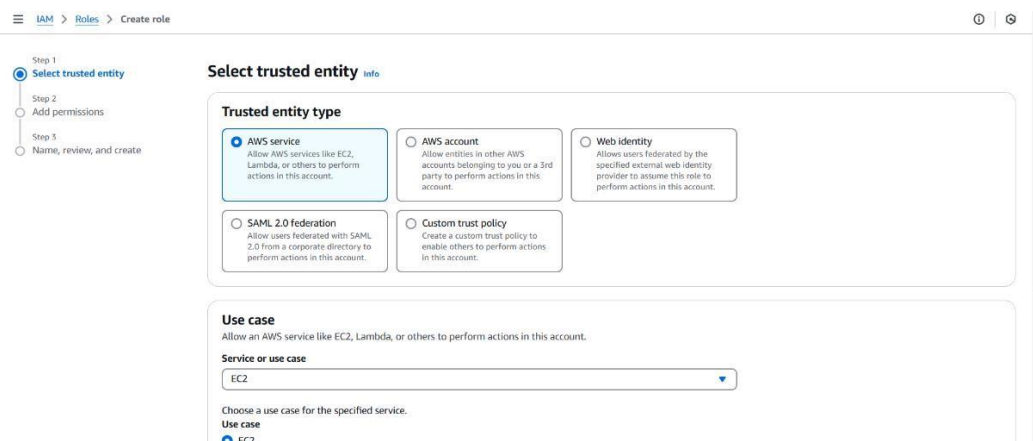 IAM > Roles > Create role
Step 1
Select trusted entity
Step 2
Add permissions
Step 3
Name, review, and create
Select trusted entity Info
Trusted entity type
AWS service
Allow AWS services like EC2,
Lambda, or others to perform
actions in this account.
AWS account
Allow entities in other AWS
accounts belonging to you or a 3rd
party to perform actions in this
account.
Web identity
Allows users federated by the
specified external web identity
provider to assume this role to
perform actions in this account.
SAML 2.0 federation
Allow users federated with SAML
2.0 from a corporate directory to
perform actions in this account.
Custom trust policy
Create a custom trust policy to
enable others to perform actions
in this account.
Use case
Allow an AWS service like EC2, Lambda, or others to perform actions in this account.
Service or use case
EC2
Choose a use case for the specified service.
Use case
EC2